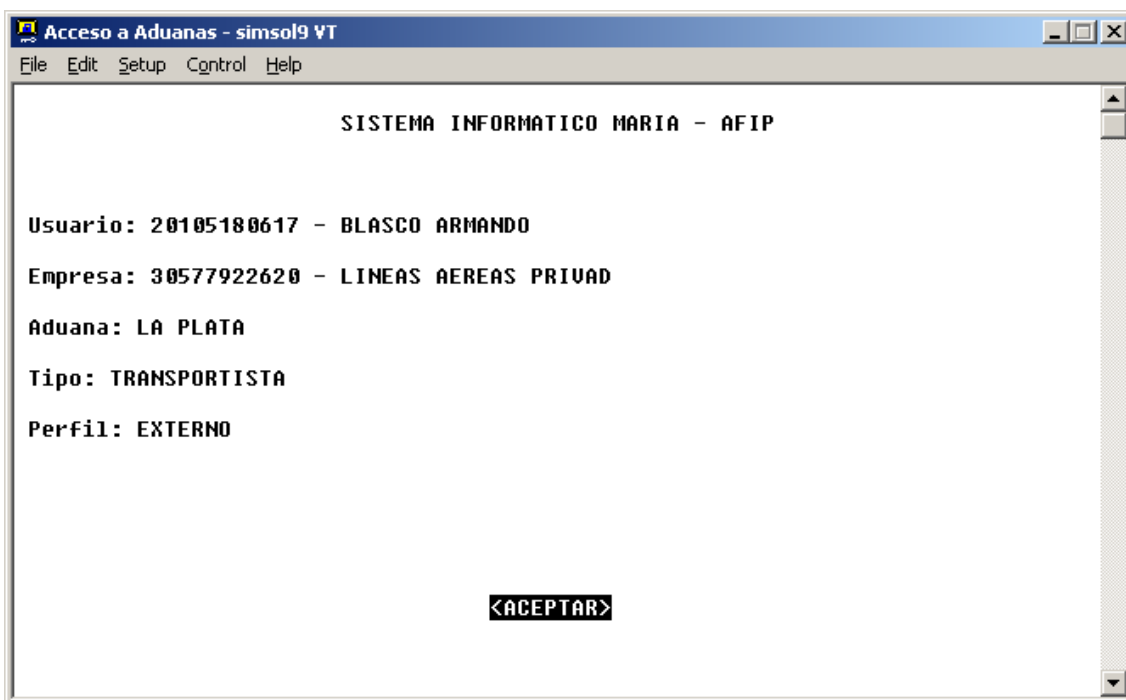 Acceso a Aduanas - simsol9 VT
File Edit Setup Control Help
SISTEMA INFORMATICO MARIA - AFIP
Usuario: 20105180617 - BLASCO ARMANDO
Empresa: 30577922620 - LINEAS AEREAS PRIVAD
Aduana: LA PLATA
Tipo: TRANSPORTISTA
Perfil: EXTERNO
<ACEPTAR>